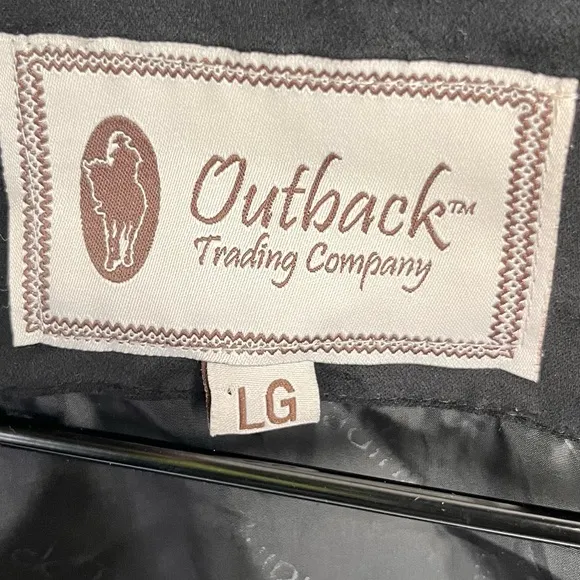 Outback™
Trading Company
LG